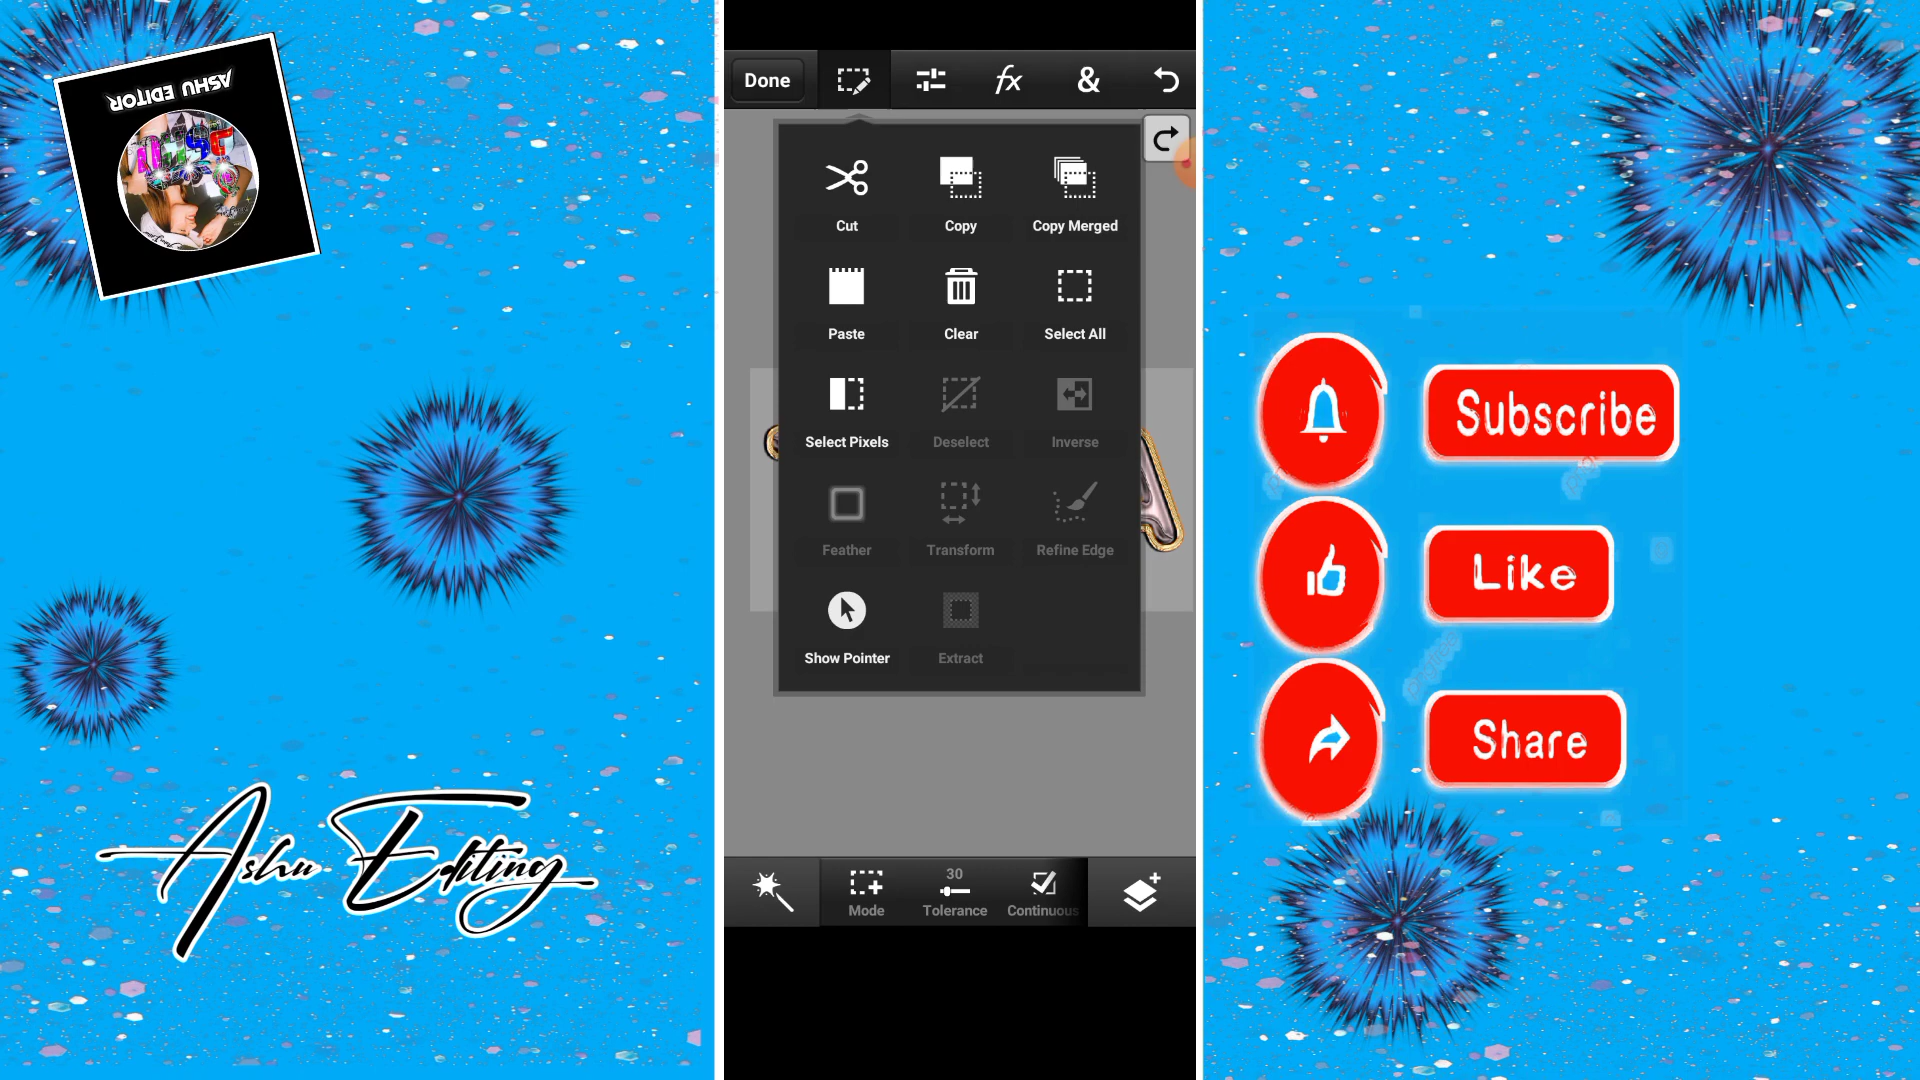 ASHU EDITOR
Ashu Editing
Done
fx
&
Cut
Copy
Copy Merged
Paste
Clear
Select All
Select Pixels
Deselect
Inverse
Feather
Transform
Refine Edge
Show Pointer
Extract
30
Mode
Tolerance
Continuous
Subscribe
Like
Share